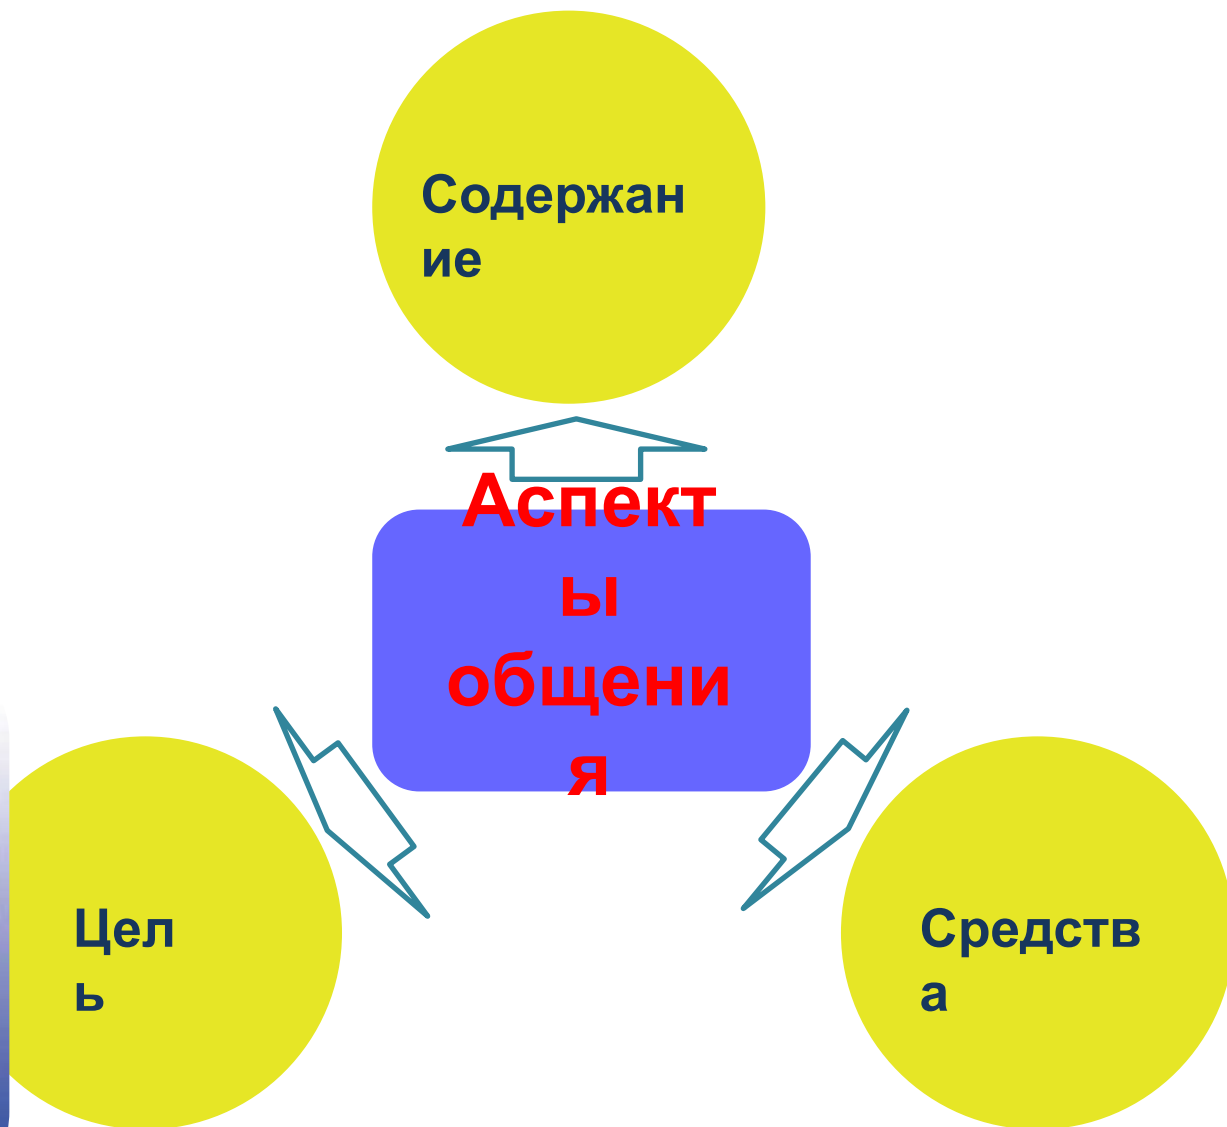 Содержан
ие
Аспект
ы
общени
я
Цел
ь
Средств
а